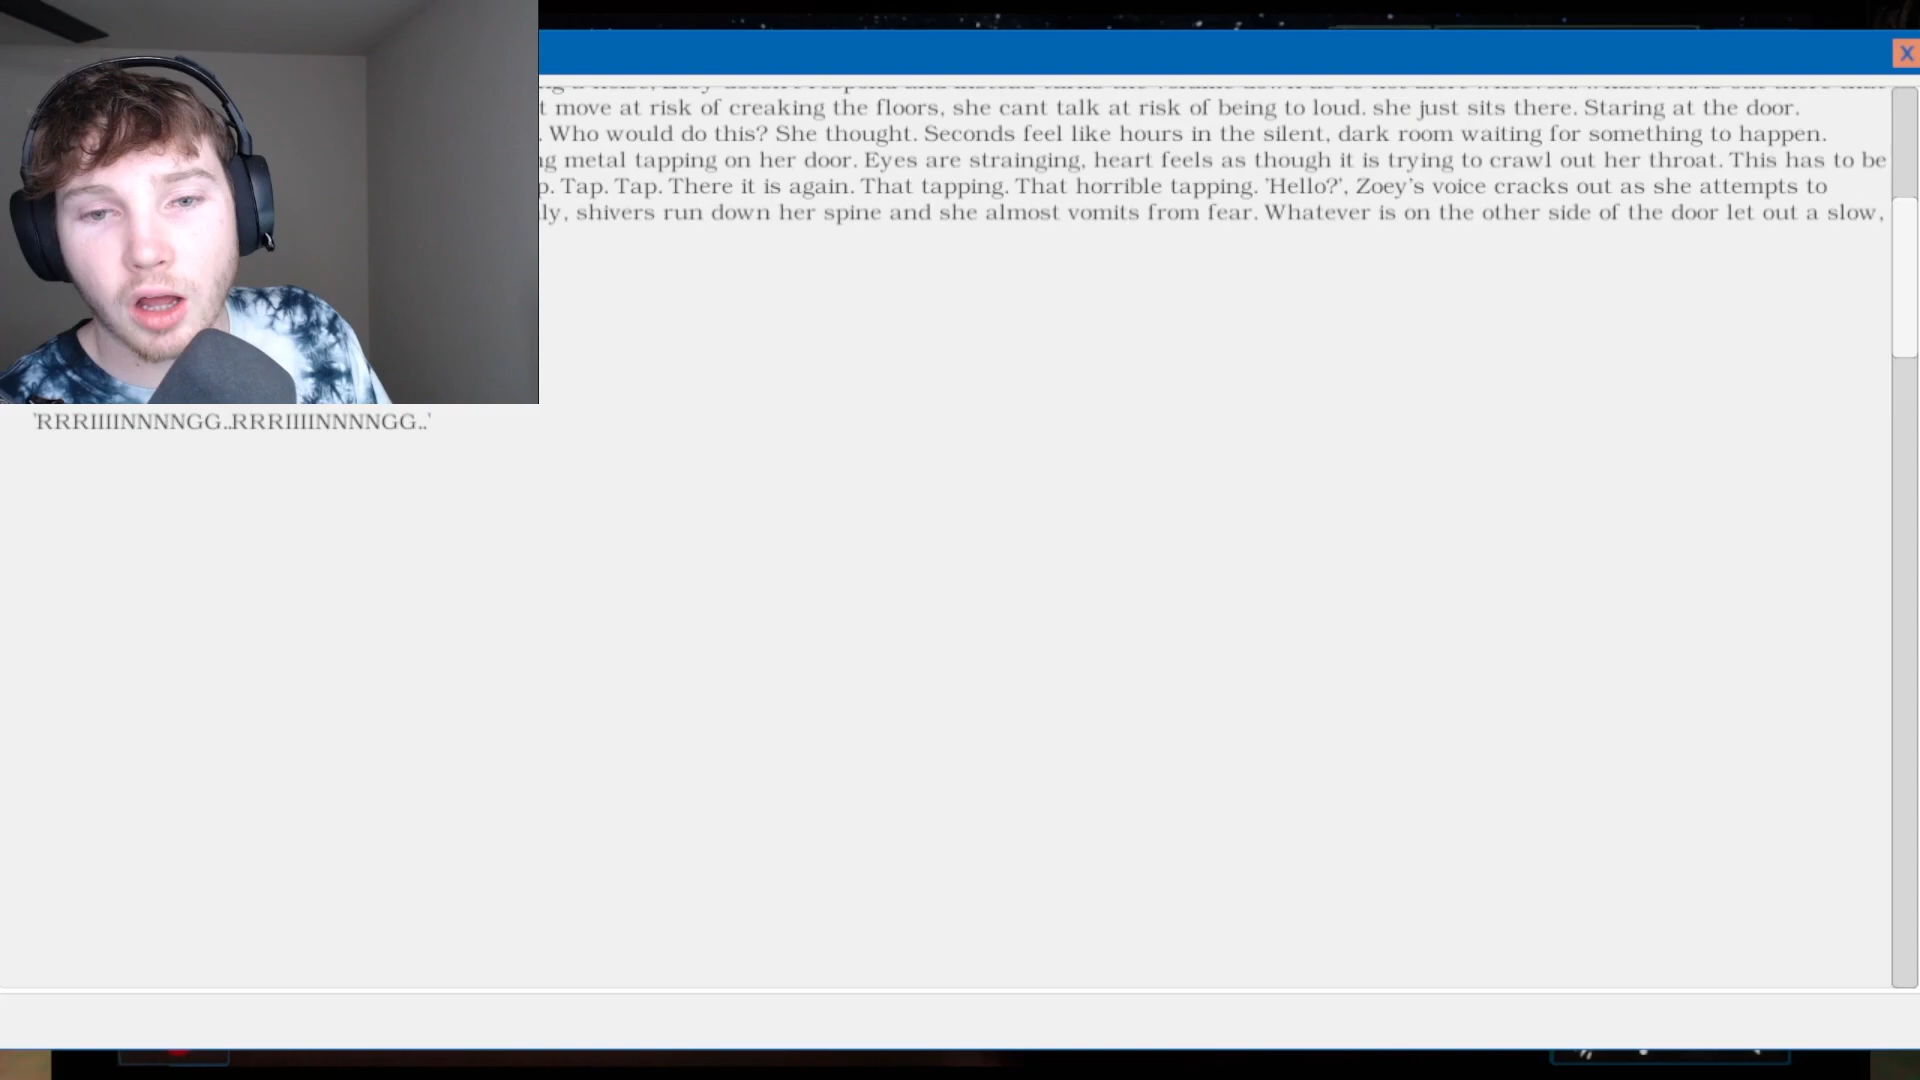 X
t move at risk of creaking the floors, she cant talk at risk of being to loud. she just sits there. Staring at the door.
. Who would do this? She thought. Seconds feel like hours in the silent, dark room waiting for something to happen.
ng metal tapping on her door. Eyes are strainging, heart feels as though it is trying to crawl out her throat. This has to be
p. Tap. Tap. There it is again. That tapping. That horrible tapping. 'Hello?', Zoey's voice cracks out as she attempts to
ly, shivers run down her spine and she almost vomits from fear. Whatever is on the other side of the door let out a slow,
'RRRIIIINNNNGG..RRRIIIINNNNGG..'